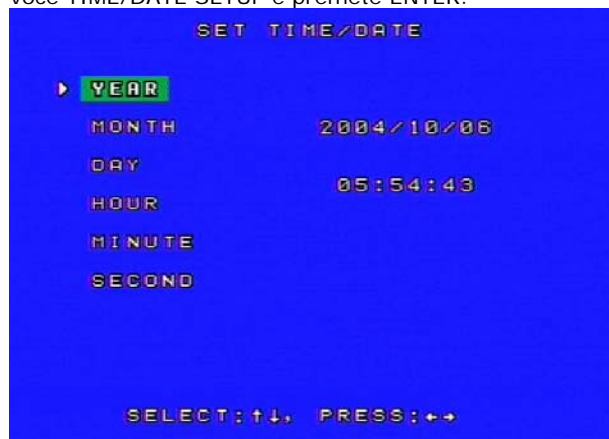 voce TIME/DATE SETUP e premete ENTER.
SET TIME/DATE
YEAR
MONTH 2004/10/06
DAY
05:54:43
HOUR
MINUTE
SECOND
SELECT:↑↓, PRESS:←→